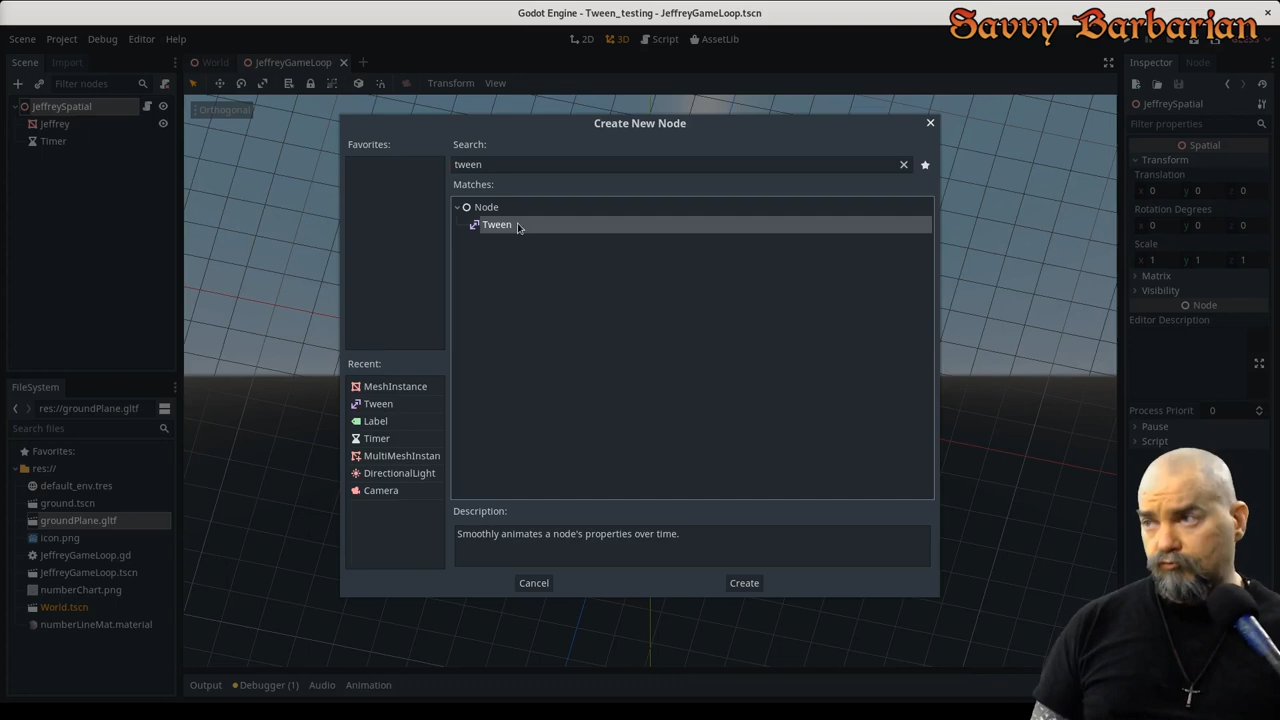 Godot Engine - Tween_testing - JeffreyGameLoop.tscn
Savvy Barbarian
Scene Project Debug Editor Help
2D 3D Script AssetLib
Scene Import
World JeffreyGameLoop
Inspector Node
Filter nodes
Transform View
JeffreySpatial
Jeffrey
Timer
Orthogonal
Create New Node
Favorites:
Search:
tween
Matches:
Node
Tween
Recent:
MeshInstance
Tween
Label
Timer
MultiMeshInstan
DirectionalLight
Camera
Description:
Smoothly animates a node's properties over time.
Cancel Create
JeffreySpatial
Filter properties
Spatial
Transform
Translation
x 0 y 0 z 0
Rotation Degrees
x 0 y 0 z 0
Scale
x 1 y 1 z 1
Matrix
Visibility
Node
Editor Description
Process Priorit 0
Pause
Script
FileSystem
res://groundPlane.gltf
Search files
Favorites:
res://
default_env.tres
ground.tscn
groundPlane.gltf
icon.png
JeffreyGameLoop.gd
JeffreyGameLoop.tscn
numberChart.png
World.tscn
numberLineMat.material
Output Debugger (1) Audio Animation